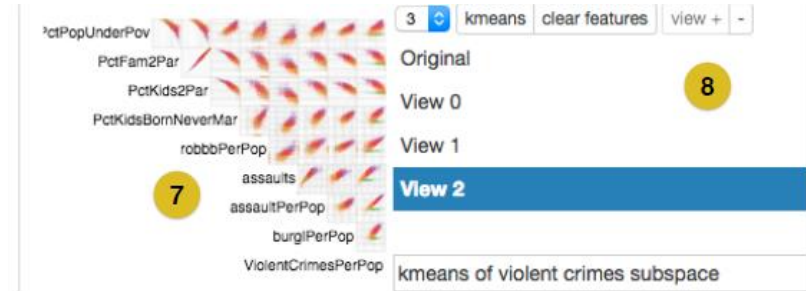 PctPopUnderPov
PctFam2Par
PctKids2Par
PctKidsBornNeverMar
robbbPerPop
assaults
assaultPerPop
burglPerPop
ViolentCrimesPerPop
7
3 kmeans clear features view + -
Original
View 0
View 1
View 2
8
kmeans of violent crimes subspace